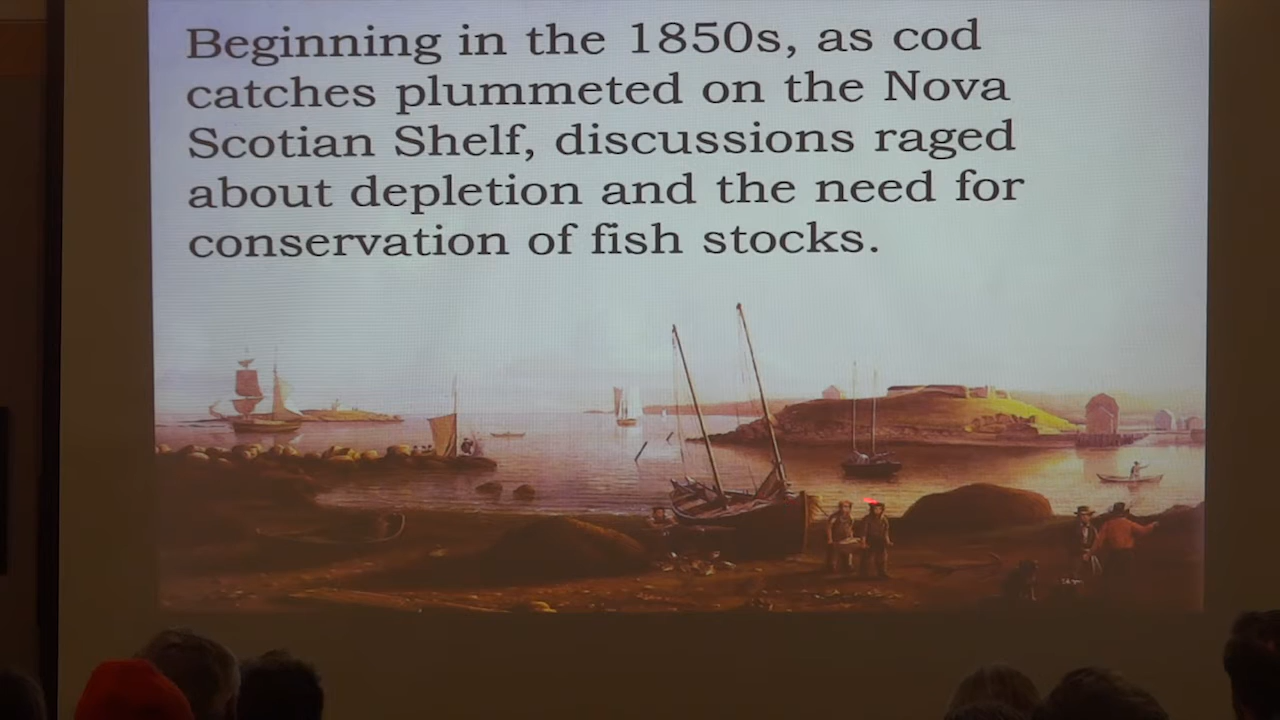 Beginning in the 1850s, as cod
catches plummeted on the Nova
Scotian Shelf, discussions raged
about depletion and the need for
conservation of fish stocks.